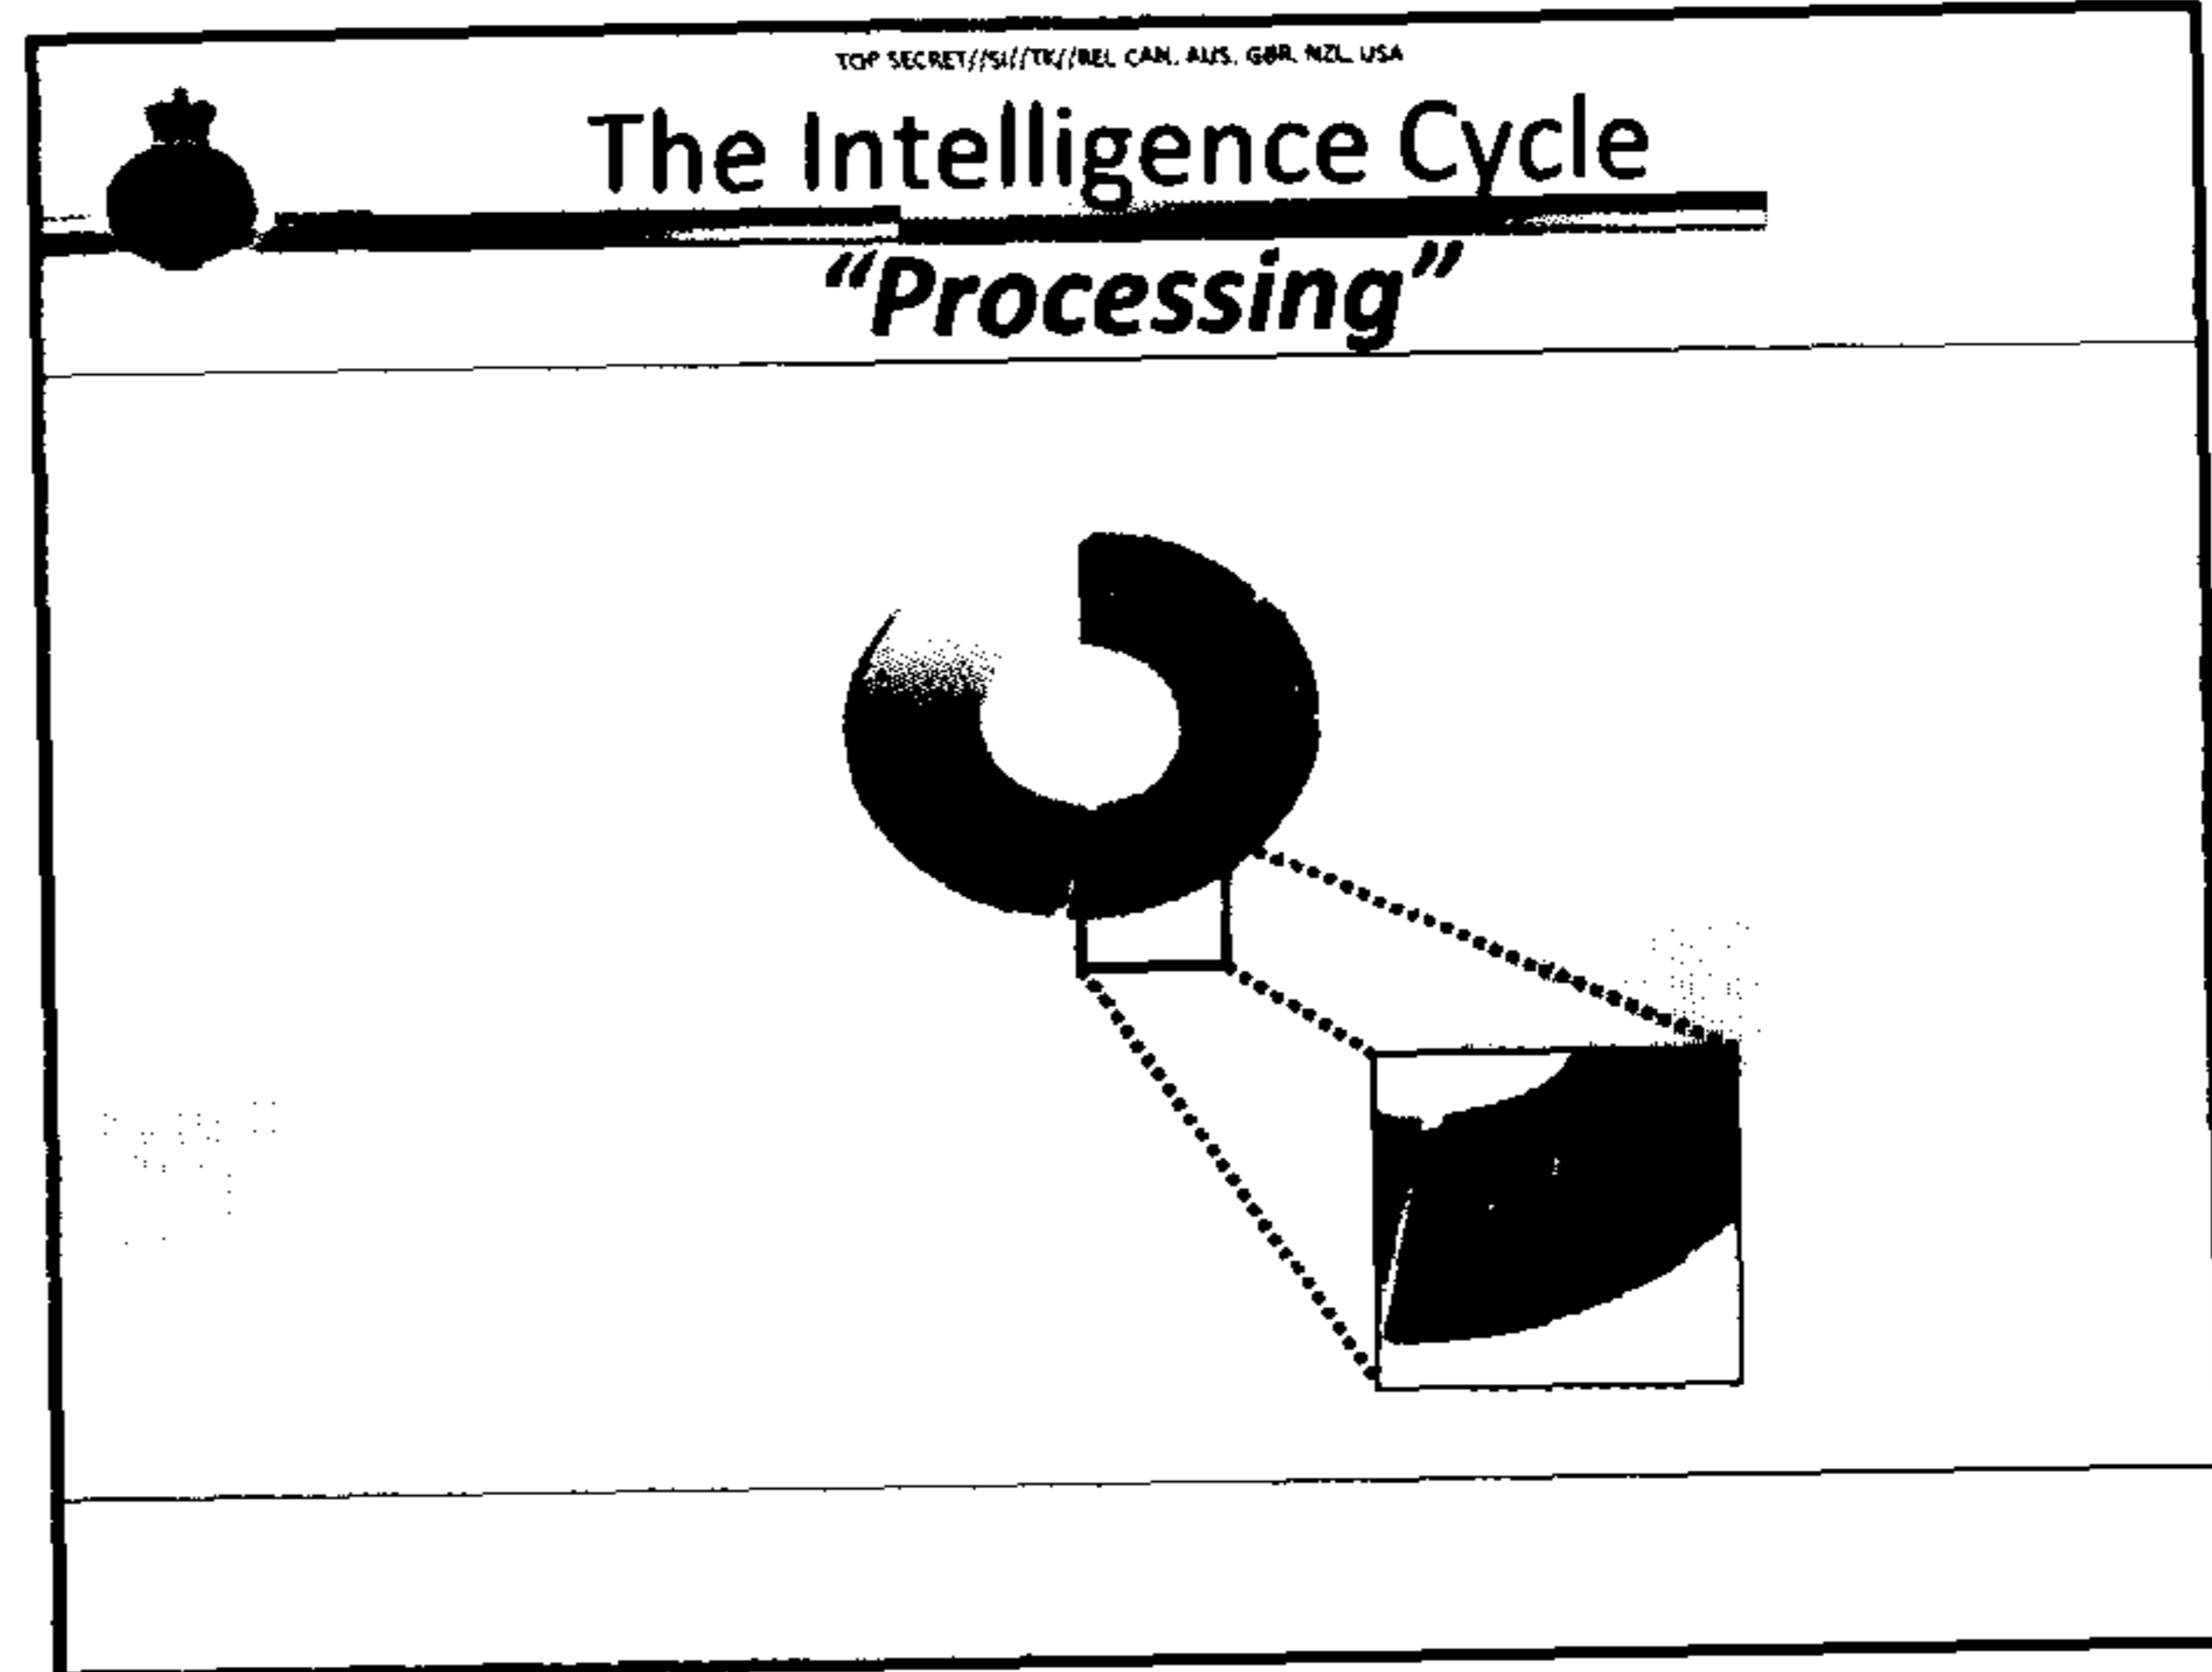 TOP SECRET//SI//TK//REL CAN, AUS, GBR, NZL, USA
The Intelligence Cycle
“Processing”